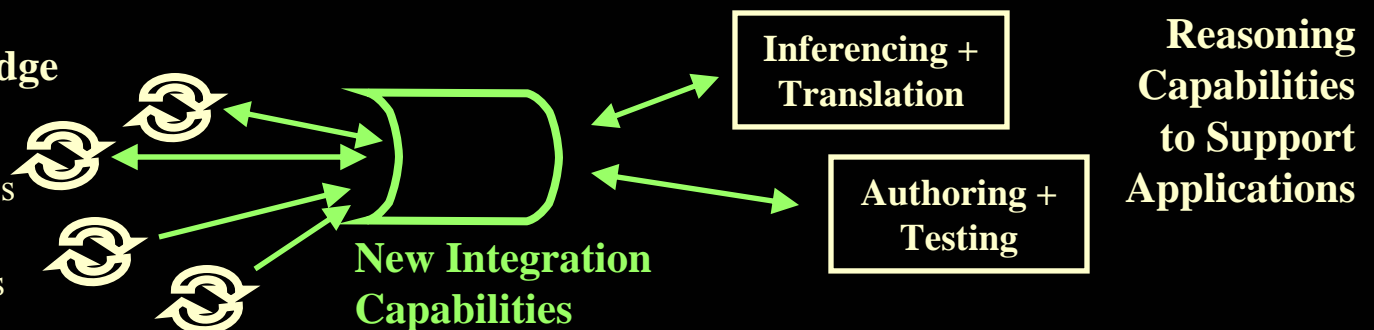 dge
s
s
New Integration
Capabilities
Inferencing +
Translation
Authoring +
Testing
Reasoning
Capabilities
to Support
Applications